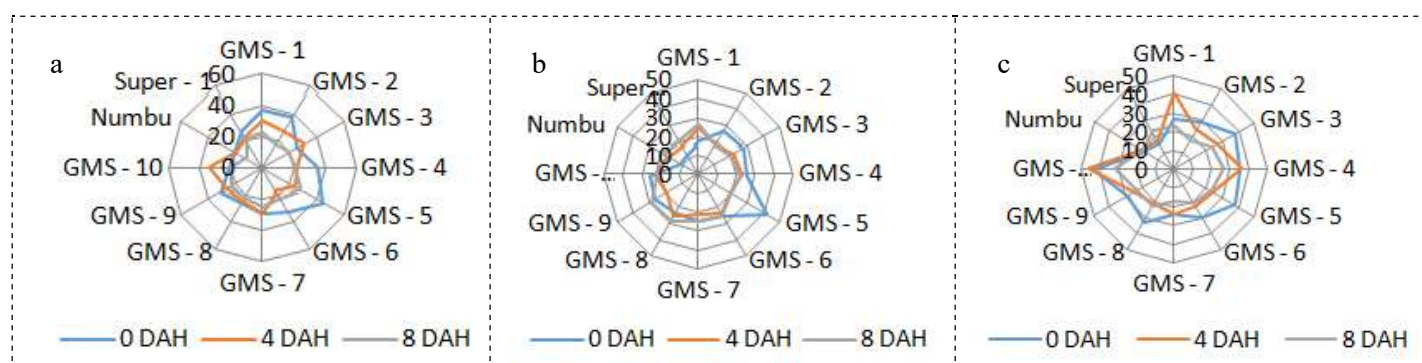 a
GMS - 1
GMS - 2
GMS - 3
GMS - 4
GMS - 5
GMS - 6
GMS - 7
GMS - 8
GMS - 9
GMS - 10
Numbu
Super - 1
60
40
20
0
0 DAH 4 DAH 8 DAH
b
GMS - 1
GMS - 2
GMS - 3
GMS - 4
GMS - 5
GMS - 6
GMS - 7
GMS - 8
GMS - 9
GMS - ...
Numbu
Super...
50
40
30
20
10
0
0 DAH 4 DAH 8 DAH
c
GMS - 1
GMS - 2
GMS - 3
GMS - 4
GMS - 5
GMS - 6
GMS - 7
GMS - 8
GMS - 9
GMS - ...
Numbu
Super...
50
40
30
20
10
0
0 DAH 4 DAH 8 DAH